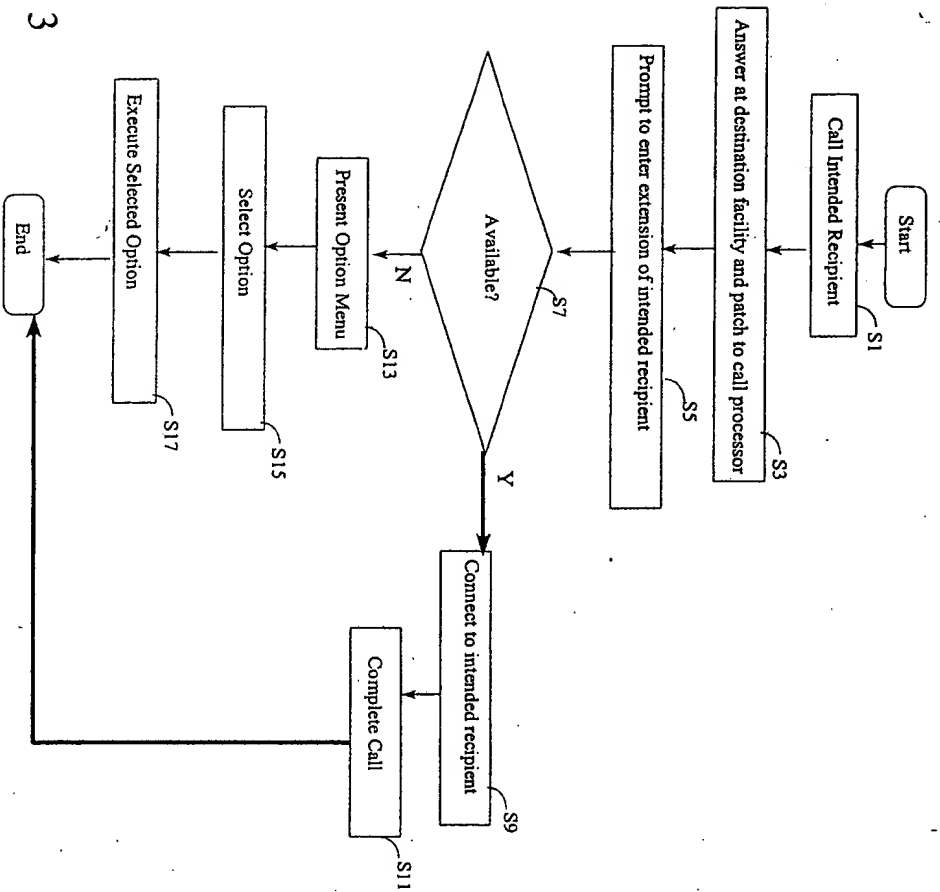 Start
Call Intended Recipient
S1
Answer at destination facility and patch to call processor
S3
Prompt to enter extension of intended recipient
S5
Available?
S7
Y
N
Connect to intended recipient
S9
Complete Call
S11
Present Option Menu
S13
Select Option
S15
Execute Selected Option
S17
End
3